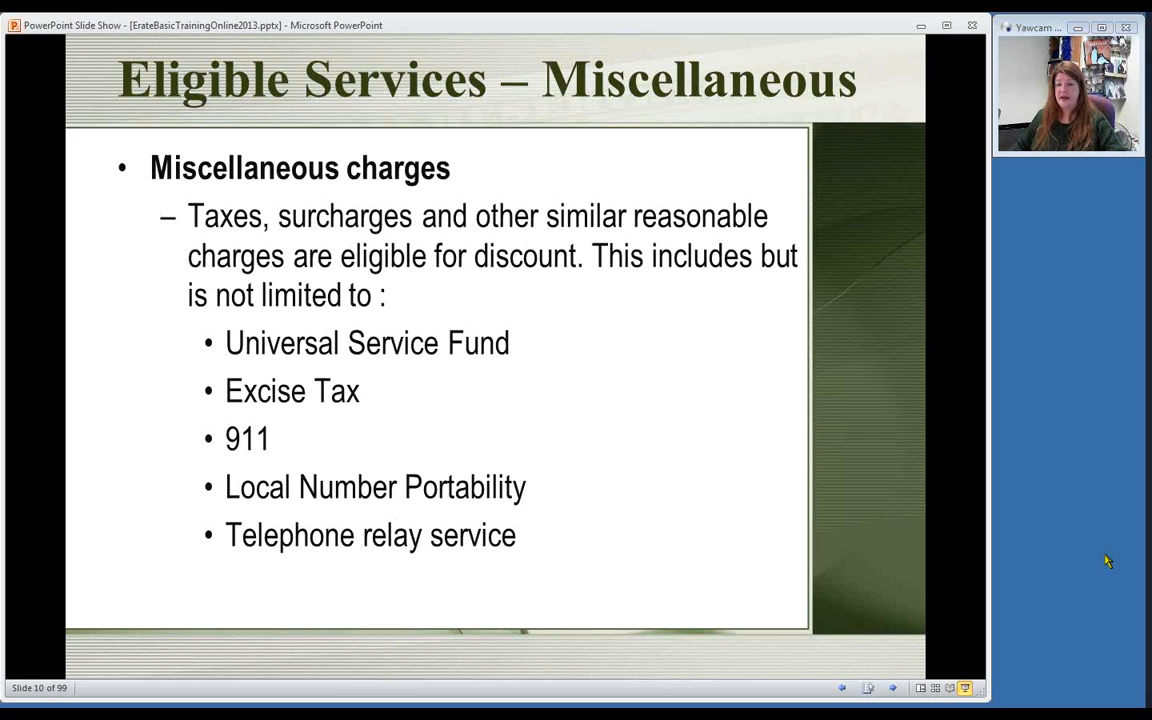 PowerPoint Slide Show - [ErateBasicTrainingOnline2013.pptx] - Microsoft PowerPoint
Yawcam ...
Eligible Services – Miscellaneous
• Miscellaneous charges
– Taxes, surcharges and other similar reasonable
charges are eligible for discount. This includes but
is not limited to :
• Universal Service Fund
• Excise Tax
• 911
• Local Number Portability
• Telephone relay service
Slide 10 of 99